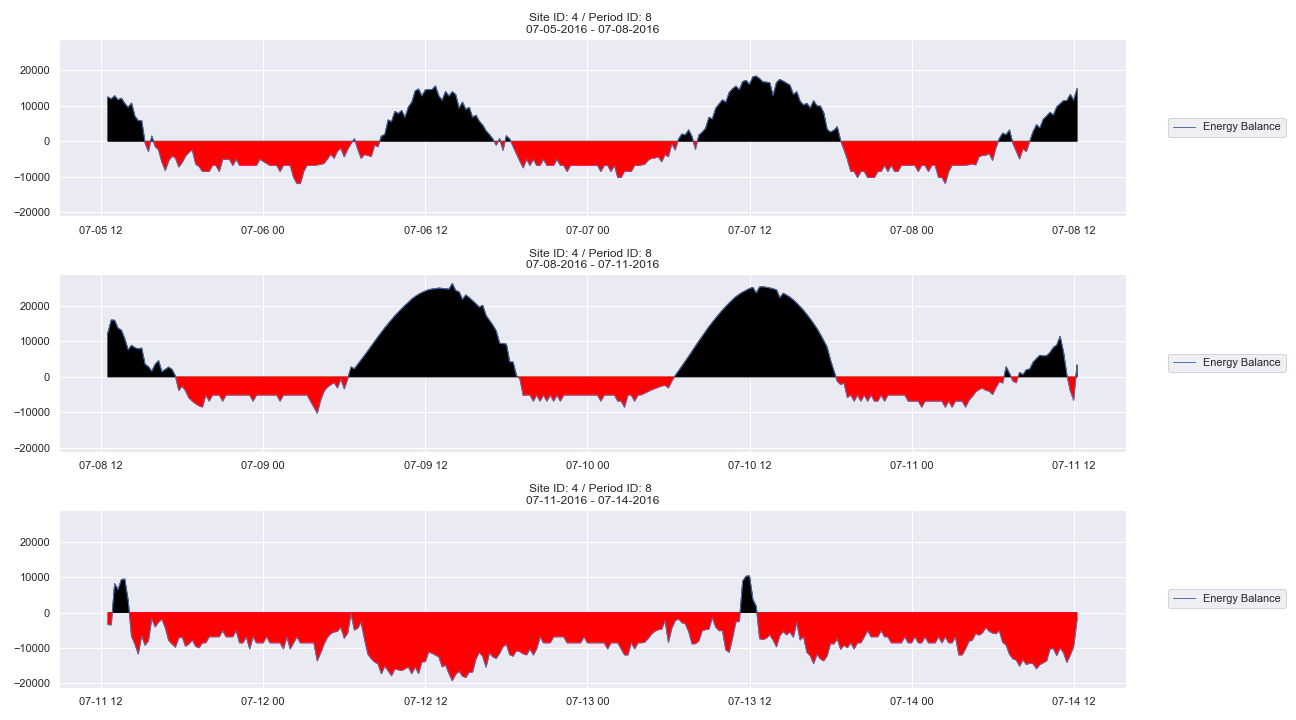 Site ID: 4 / Period ID: 8
07-05-2016 - 07-08-2016
20000
10000
0
−10000
−20000
07-05 12 07-06 00 07-06 12 07-07 00 07-07 12 07-08 00 07-08 12
Energy Balance
Site ID: 4 / Period ID: 8
07-08-2016 - 07-11-2016
20000
10000
0
−10000
−20000
07-08 12 07-09 00 07-09 12 07-10 00 07-10 12 07-11 00 07-11 12
Energy Balance
Site ID: 4 / Period ID: 8
07-11-2016 - 07-14-2016
20000
10000
0
−10000
−20000
07-11 12 07-12 00 07-12 12 07-13 00 07-13 12 07-14 00 07-14 12
Energy Balance